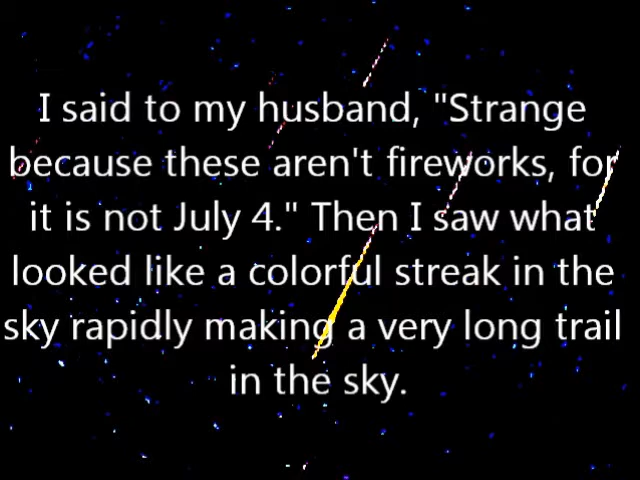 I said to my husband, "Strange
because these aren't fireworks, for
it is not July 4." Then I saw what
looked like a colorful streak in the
sky rapidly making a very long trail
in the sky.